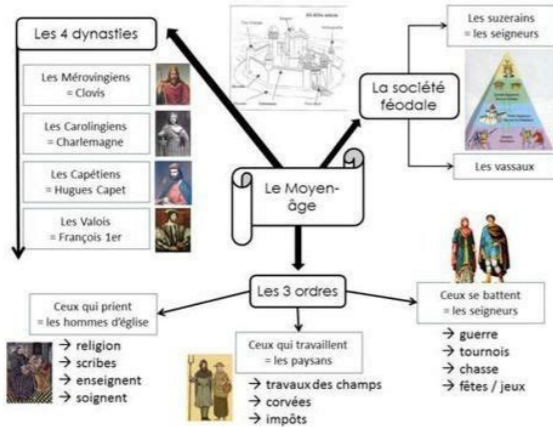 Les 4 dynasties
Les Mérovingiens
= Clovis
Les Carolingiens
= Charlemagne
Les Capétiens
= Hugues Capet
Les Valois
= François 1er
Les suzerains
= les seigneurs
La société
féodale
Les vassaux
Le Moyen-
âge
Les 3 ordres
Ceux qui prient
= les hommes d'église
→ religion
→ scribes
→ enseignent
→ soignent
Ceux qui travaillent
= les paysans
→ travaux des champs
→ corvées
→ impôts
Ceux se battent
= les seigneurs
→ guerre
→ tournois
→ chasse
→ fêtes / jeux